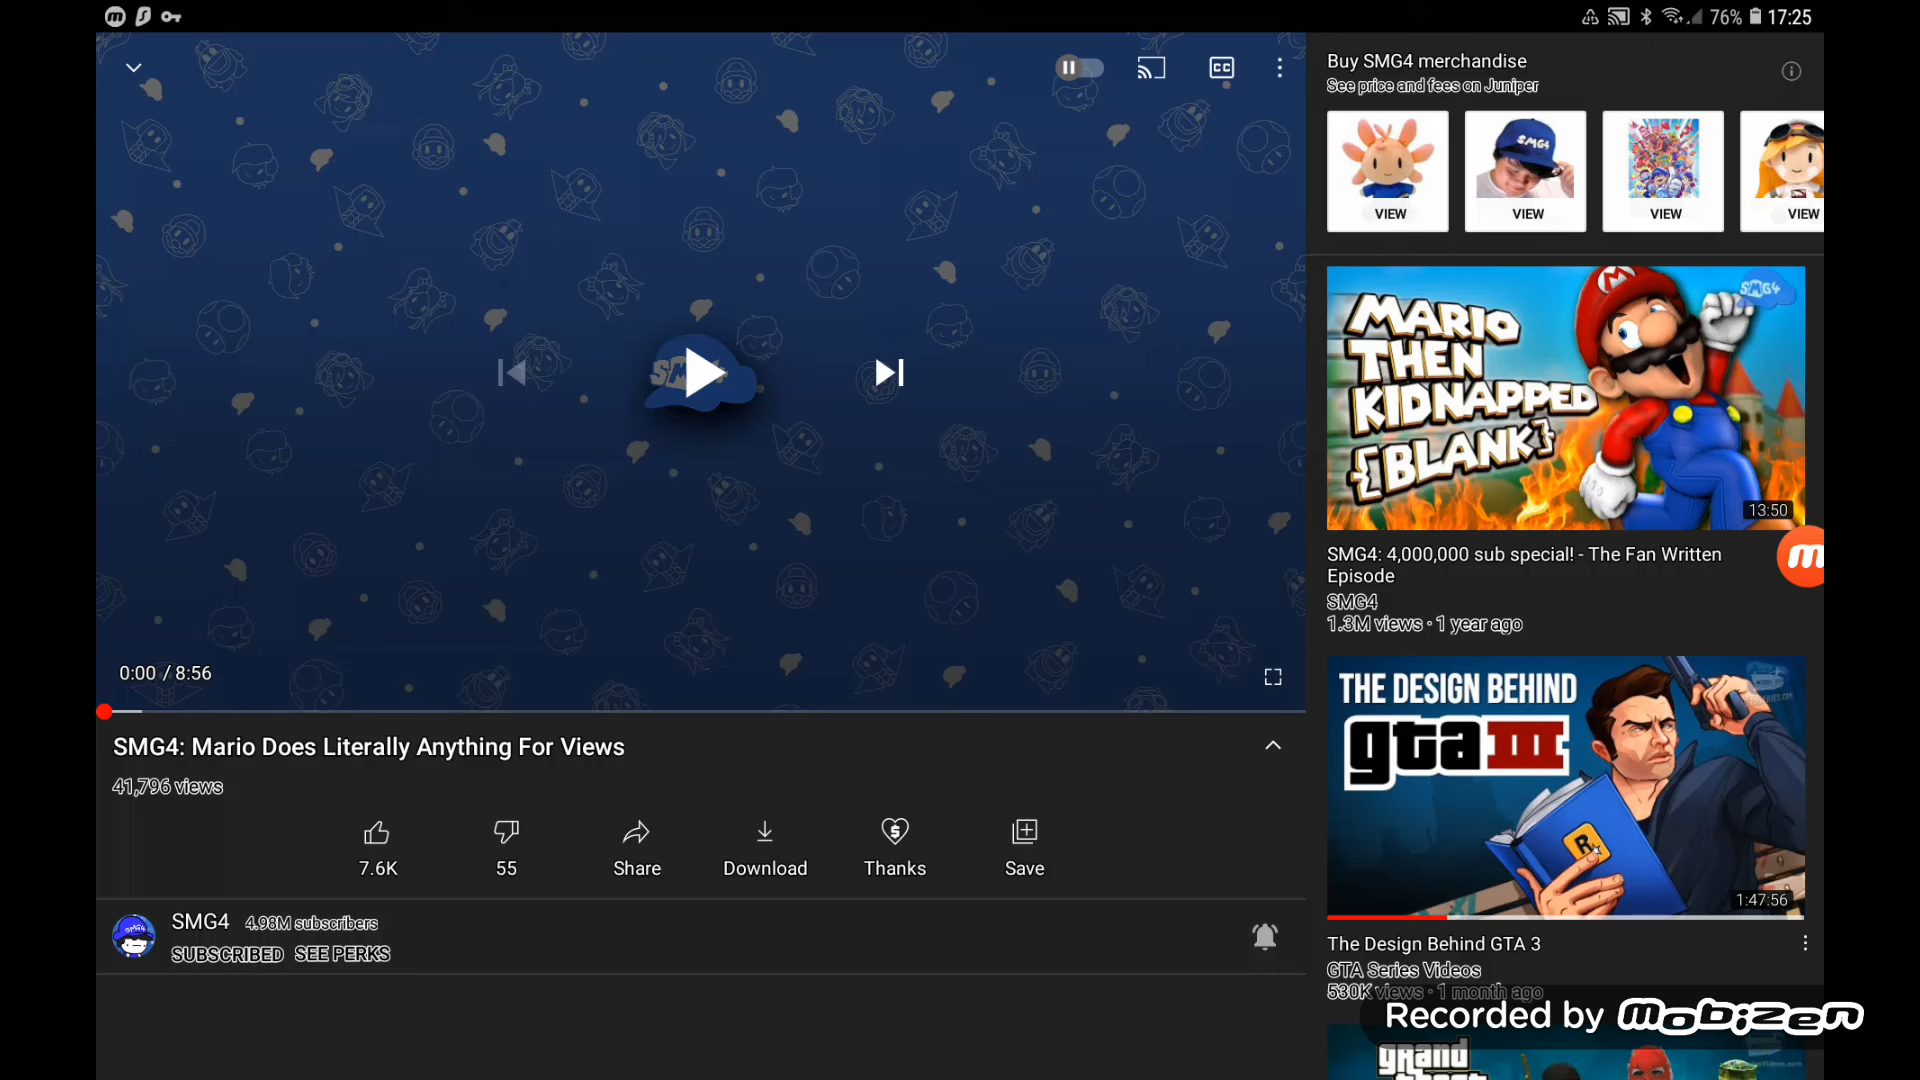 76% 17:25
Buy SMG4 merchandise
See price and fees on Juniper
SMG4
VIEW
VIEW
VIEW
VIEW
SMG4
MARIO
THEN
KIDNAPPED
{BLANK}
13:50
SMG4: 4,000,000 sub special! - The Fan Written
Episode
SMG4
1.3M views · 1 year ago
0:00 / 8:56
SMG4: Mario Does Literally Anything For Views
41,796 views
7.6K
55
Share
Download
Thanks
Save
SMG4 4.98M subscribers
SUBSCRIBED SEE PERKS
THE DESIGN BEHIND
gta III
R
1:47:56
The Design Behind GTA 3
GTA Series Videos
530K views · 1 month ago
Recorded by mobizen
grand